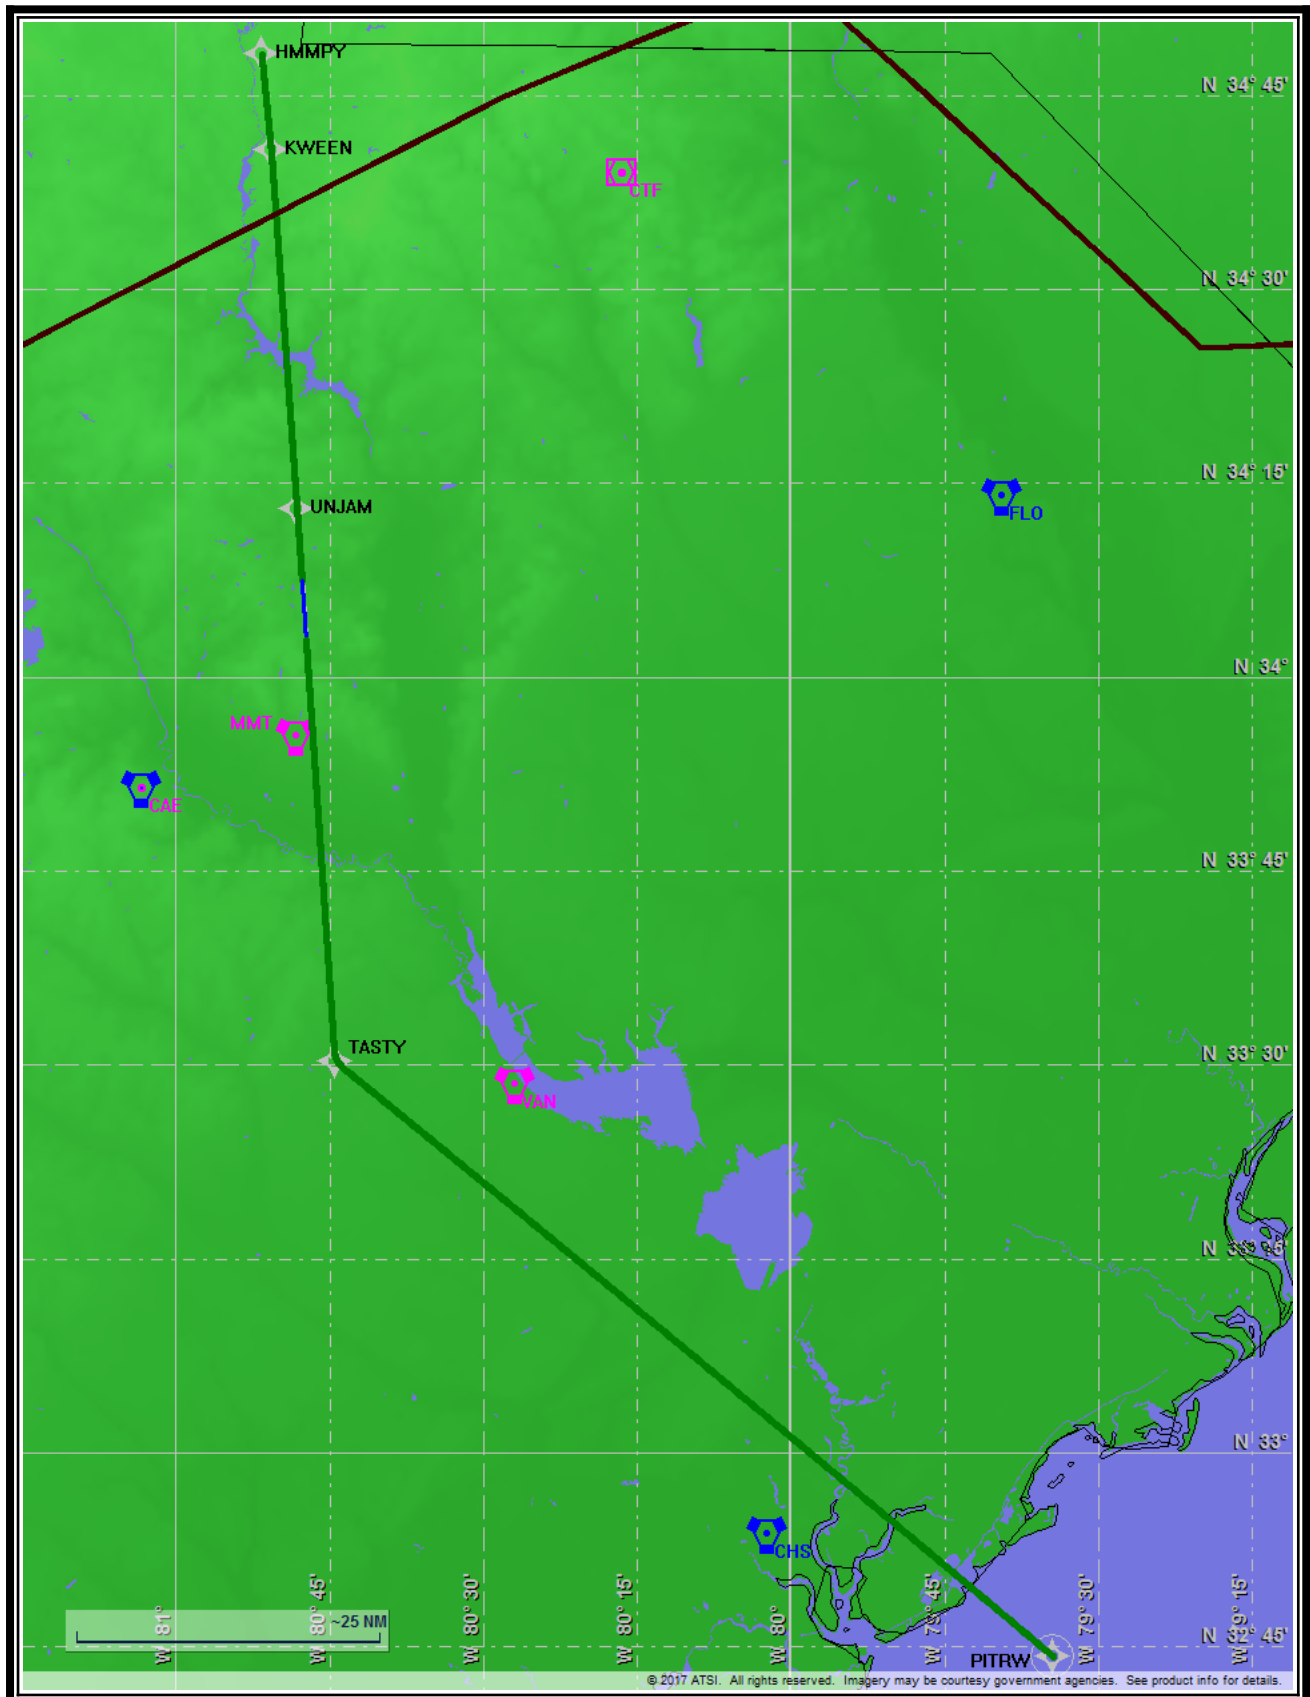 HMMPY
N 34° 45'
KWEEN
CTF
N 34° 30'
N 34° 15'
UNJAM
FLO
N 34°
MMT
CAE
N 33° 45'
TASTY
N 33° 30'
VAN
N 33° 15'
N 33°
CHS
W 81°
W 80° 45'
W 80° 30'
W 80° 15'
W 80°
W 79° 45'
W 79° 30'
W 79° 15'
~25 NM
N 32° 45'
PITRW
© 2017 ATSI. All rights reserved. Imagery may be courtesy government agencies. See product info for details.